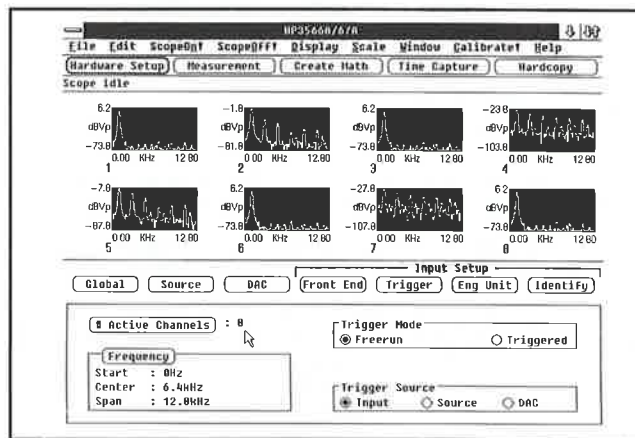 HP3566A/67A
File Edit ScopeOn! ScopeOff! Display Scale Window Calibrate! Help
Hardware Setup Measurement Create Math Time Capture Hardcopy
Scope idle
6.2 -1.8 6.2 -23.8
dBVp dBVp dBVp dBVp
-73.8 -81.8 -73.8 -103.8
0.00 KHz 12.80 0.00 KHz 12.80 0.00 KHz 12.80 0.00 KHz 12.80
1 2 3 4
-7.8 6.2 -27.8 6.2
dBVp dBVp dBVp dBVp
-87.8 -73.8 -107.8 -73.8
0.00 KHz 12.80 0.00 KHz 12.80 0.00 KHz 12.80 0.00 KHz 12.80
5 6 7 8
Input Setup
Global Source DAC Front End Trigger Eng Unit Identify
# Active Channels : 8
Trigger Mode
Freerun Triggered
Frequency
Start : 0Hz
Center : 6.4kHz
Span : 12.8kHz
Trigger Source
Input Source DAC